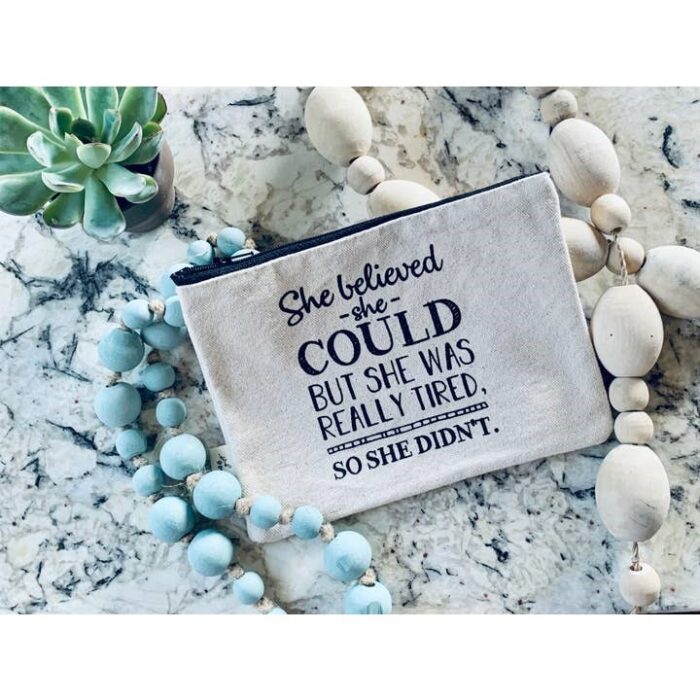 She believed
-she-
COULD
BUT SHE WAS
REALLY TIRED,
SO SHE DIDN'T.